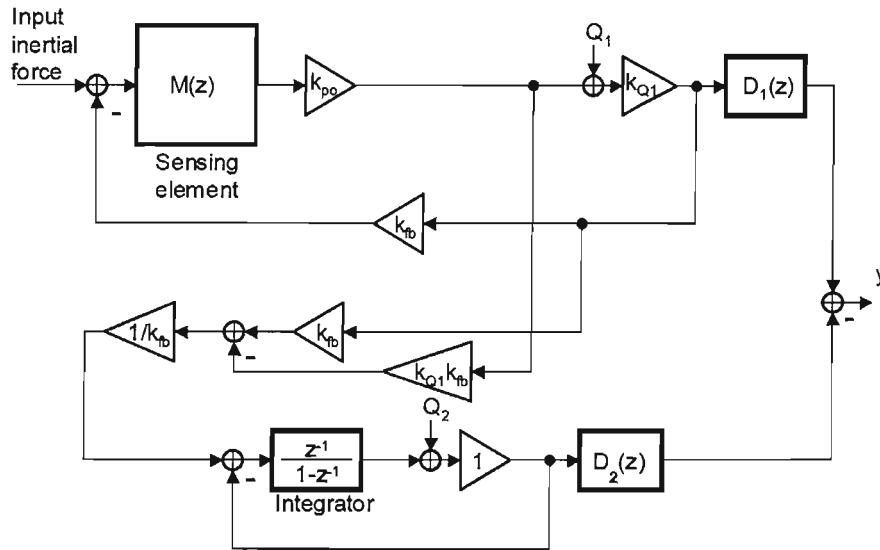 Input
inertial
force
-
M(z)
Sensing
element
k_po
Q_1
k_Q1
D_1(z)
k_fb
y
-
1/k_fb
-
k_fb
k_Q1 k_fb
Q_2
-
z^-1
1-z^-1
Integrator
1
D_2(z)